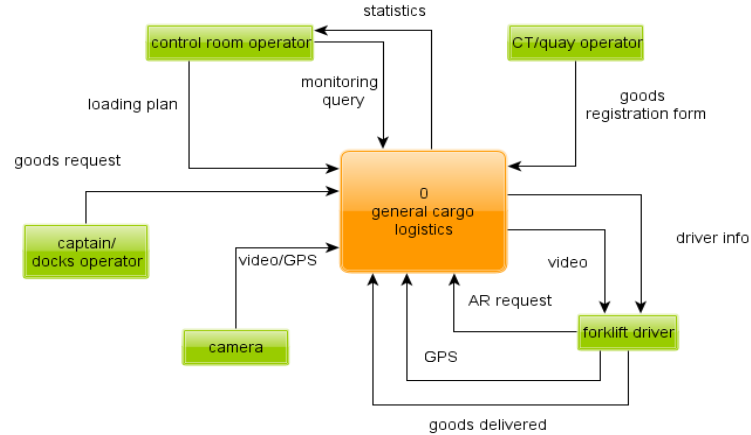 statistics
control room operator
CT/quay operator
monitoring
query
loading plan
goods
registration form
goods request
0
general cargo
logistics
captain/
docks operator
driver info
video/GPS
video
AR request
camera
forklift driver
GPS
goods delivered